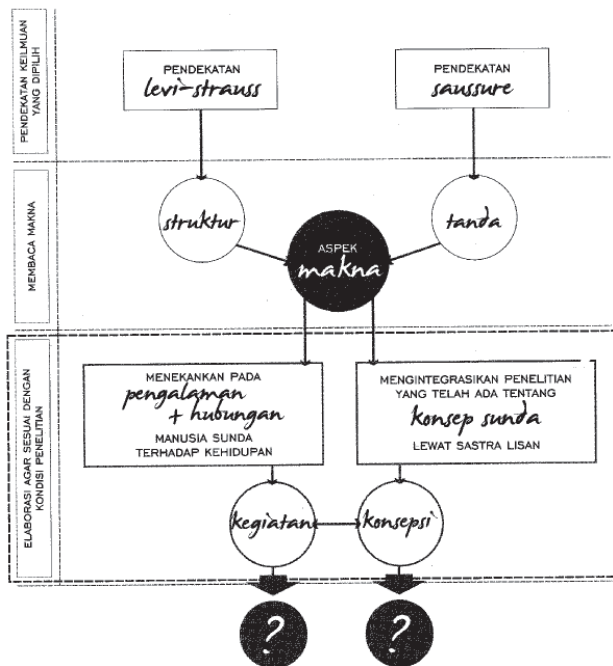 PENDEKATAN KEILMUAN
YANG DIPILIH
PENDEKATAN
levi-strauss
PENDEKATAN
saussure
MEMBACA MAKNA
struktur
ASPEK
makna
tanda
ELABORASI AGAR SESUAI DENGAN
KONDISI PENELITIAN
MENEKANKAN PADA
pengalaman
+ hubungan
MANUSIA SUNDA
TERHADAP KEHIDUPAN
MENGINTEGRASIKAN PENELITIAN
YANG TELAH ADA TENTANG
konsep sunda
LEWAT SASTRA LISAN
kegiatan
konsepsi
?
?